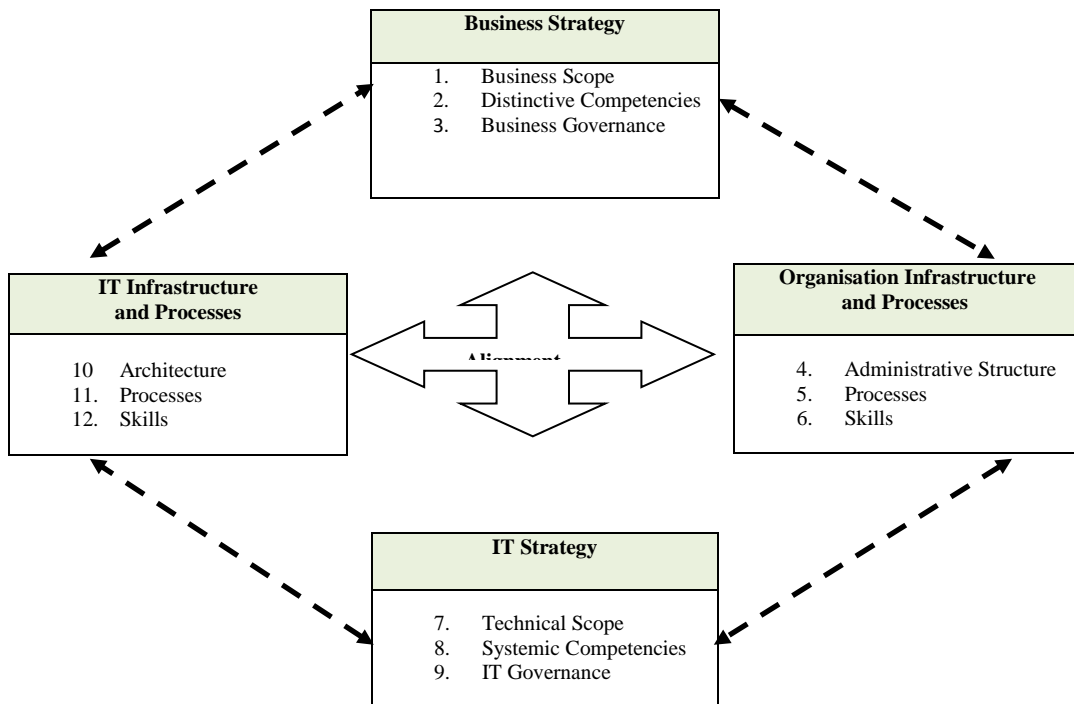 Business Strategy
1. Business Scope
2. Distinctive Competencies
3. Business Governance
IT Infrastructure
and Processes
10 Architecture
11. Processes
12. Skills
Alignment
Organisation Infrastructure
and Processes
4. Administrative Structure
5. Processes
6. Skills
IT Strategy
7. Technical Scope
8. Systemic Competencies
9. IT Governance